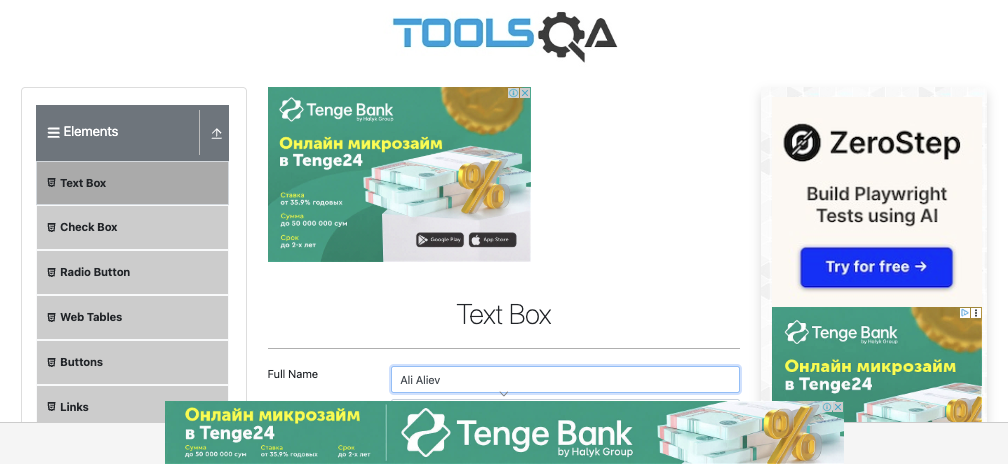 TOOLSQA
Elements
Text Box
Check Box
Radio Button
Web Tables
Buttons
Links
Tenge Bank
by Halyk Group
Онлайн микрозайм
в Tenge24
Ставка
от 35,9% годовых
Сумма
до 50 000 000 сум
Срок
до 2-х лет
Google Play
App Store
Text Box
Full Name
Ali Aliev
ZeroStep
Build Playwright
Tests using AI
Try for free →
Tenge Bank
by Halyk Group
Онлайн микрозайм
в Tenge24
Ставка
Онлайн микрозайм
в Tenge24
Сумма
до 50 000 000 сум
Ставка
от 35,9% годовых
Срок
до 2-х лет
Tenge Bank
by Halyk Group